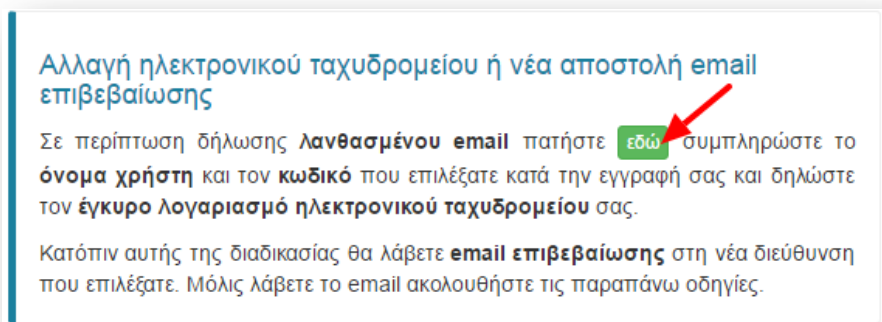 Αλλαγή ηλεκτρονικού ταχυδρομείου ή νέα αποστολή email
επιβεβαίωσης
Σε περίπτωση δήλωσης λανθασμένου email πατήστε εδώ συμπληρώστε το
όνομα χρήστη και τον κωδικό που επιλέξατε κατά την εγγραφή σας και δηλώστε
τον έγκυρο λογαριασμό ηλεκτρονικού ταχυδρομείου σας.
Κατόπιν αυτής της διαδικασίας θα λάβετε email επιβεβαίωσης στη νέα διεύθυνση
που επιλέξατε. Μόλις λάβετε το email ακολουθήστε τις παραπάνω οδηγίες.